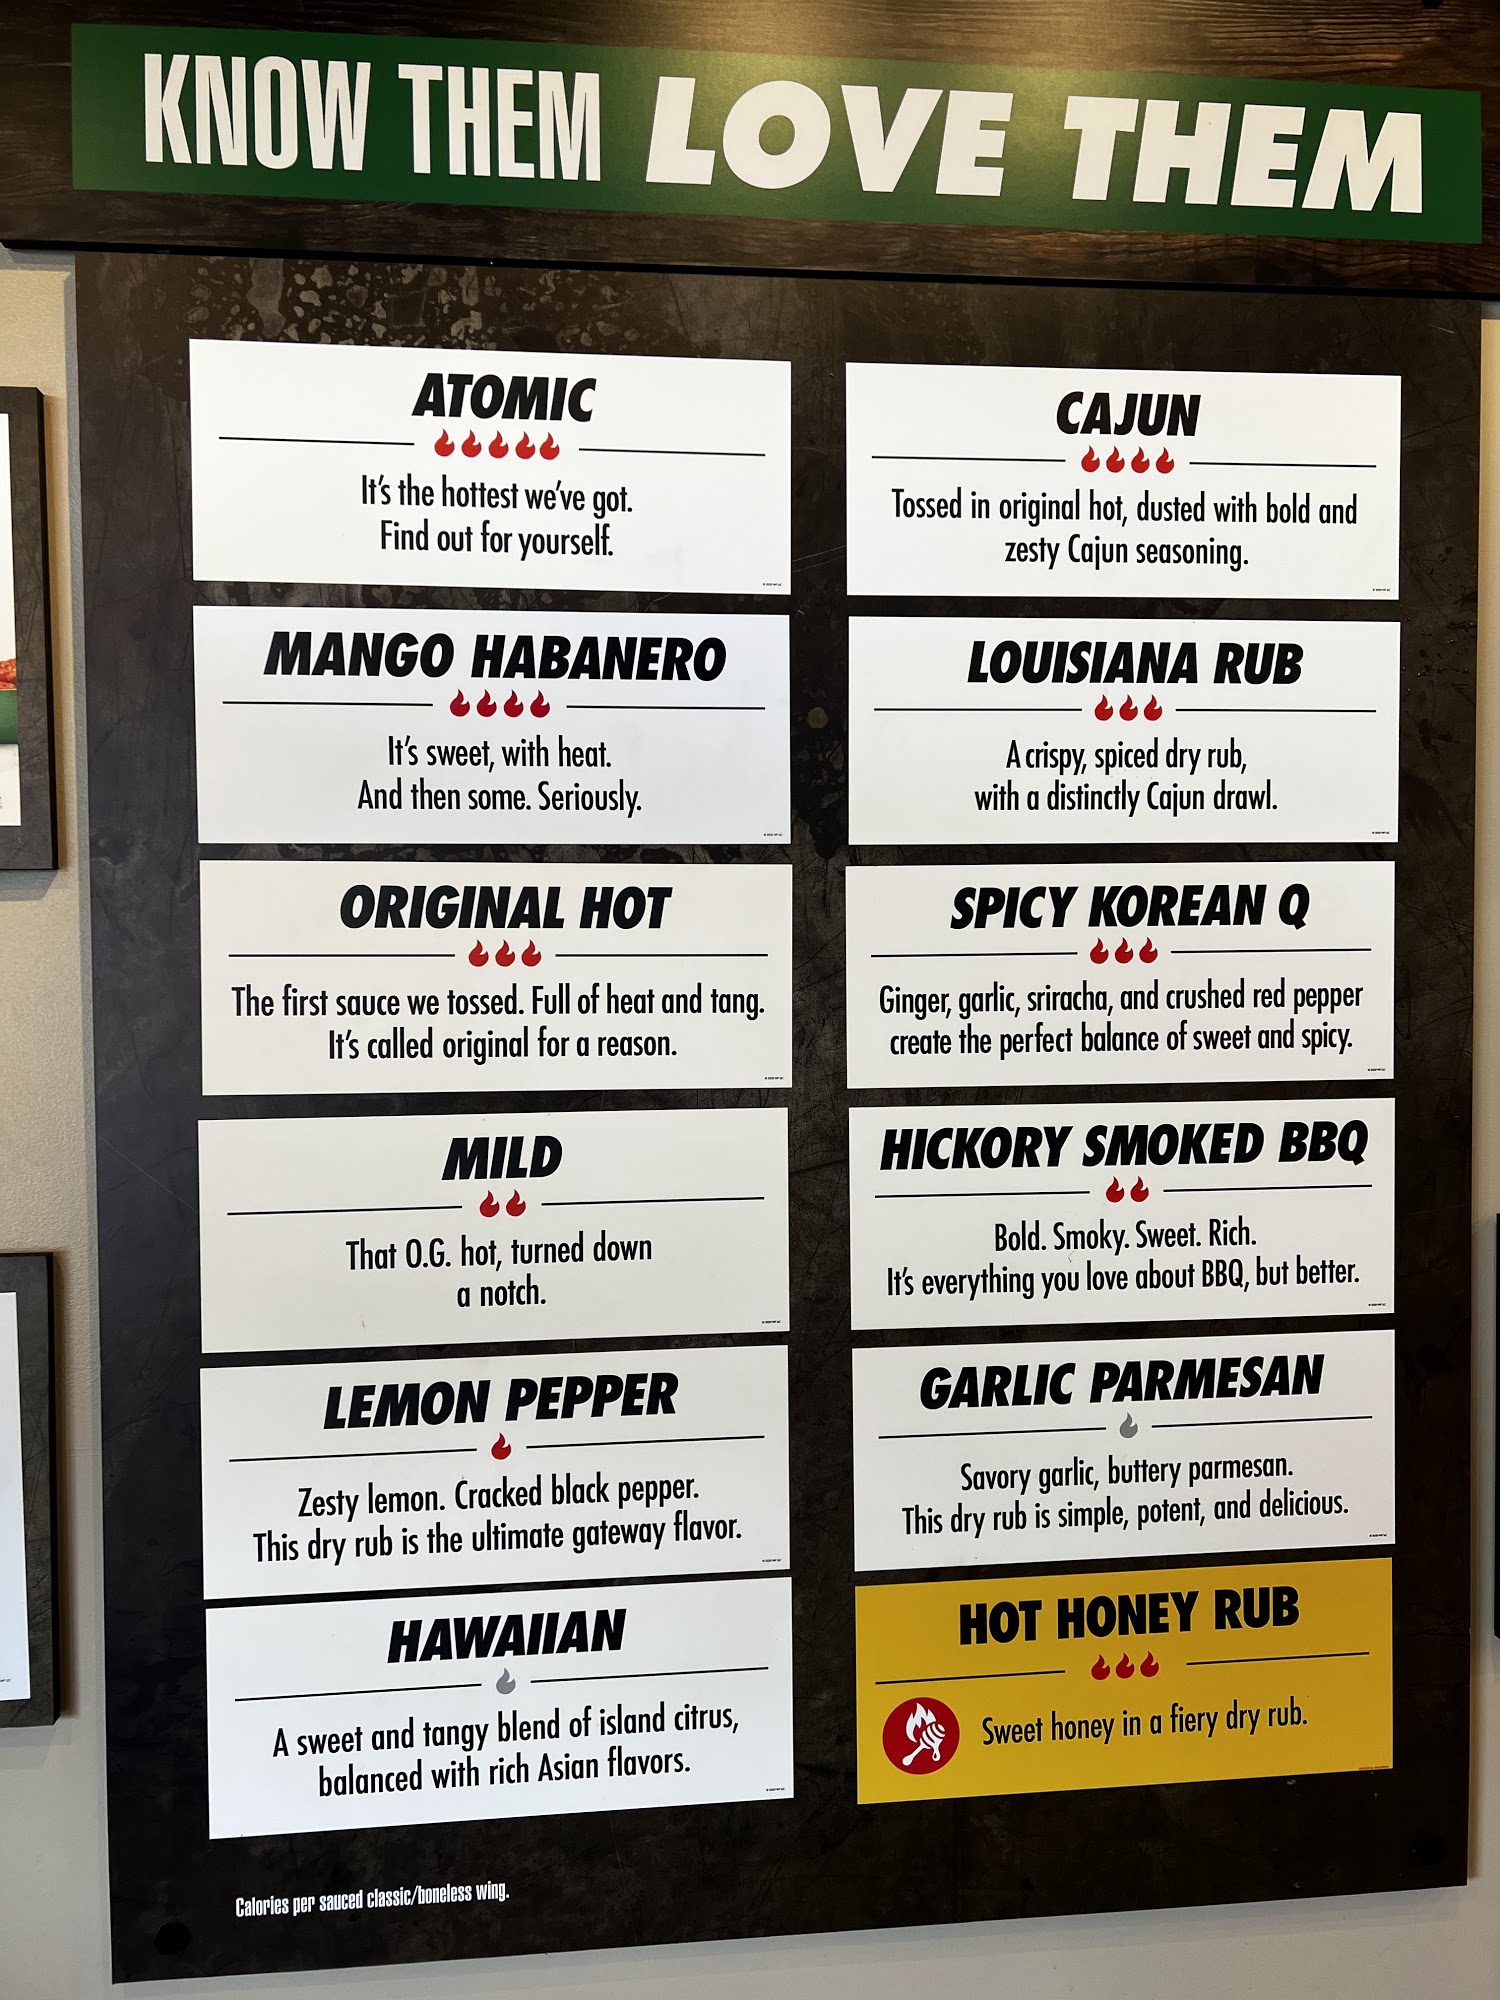 KNOW THEM LOVE THEM
ATOMIC
It's the hottest we've got.
Find out for yourself.
CAJUN
Tossed in original hot, dusted with bold and
zesty Cajun seasoning.
MANGO HABANERO
It's sweet, with heat.
And then some. Seriously.
LOUISIANA RUB
A crispy, spiced dry rub,
with a distinctly Cajun drawl.
ORIGINAL HOT
The first sauce we tossed. Full of heat and tang.
It's called original for a reason.
SPICY KOREAN Q
Ginger, garlic, sriracha, and crushed red pepper
create the perfect balance of sweet and spicy.
MILD
That O.G. hot, turned down
a notch.
HICKORY SMOKED BBQ
Bold. Smoky. Sweet. Rich.
It's everything you love about BBQ, but better.
LEMON PEPPER
Zesty lemon. Cracked black pepper.
This dry rub is the ultimate gateway flavor.
GARLIC PARMESAN
Savory garlic, buttery parmesan.
This dry rub is simple, potent, and delicious.
HAWAIIAN
A sweet and tangy blend of island citrus,
balanced with rich Asian flavors.
HOT HONEY RUB
Sweet honey in a fiery dry rub.
Calories per sauced classic/boneless wing.